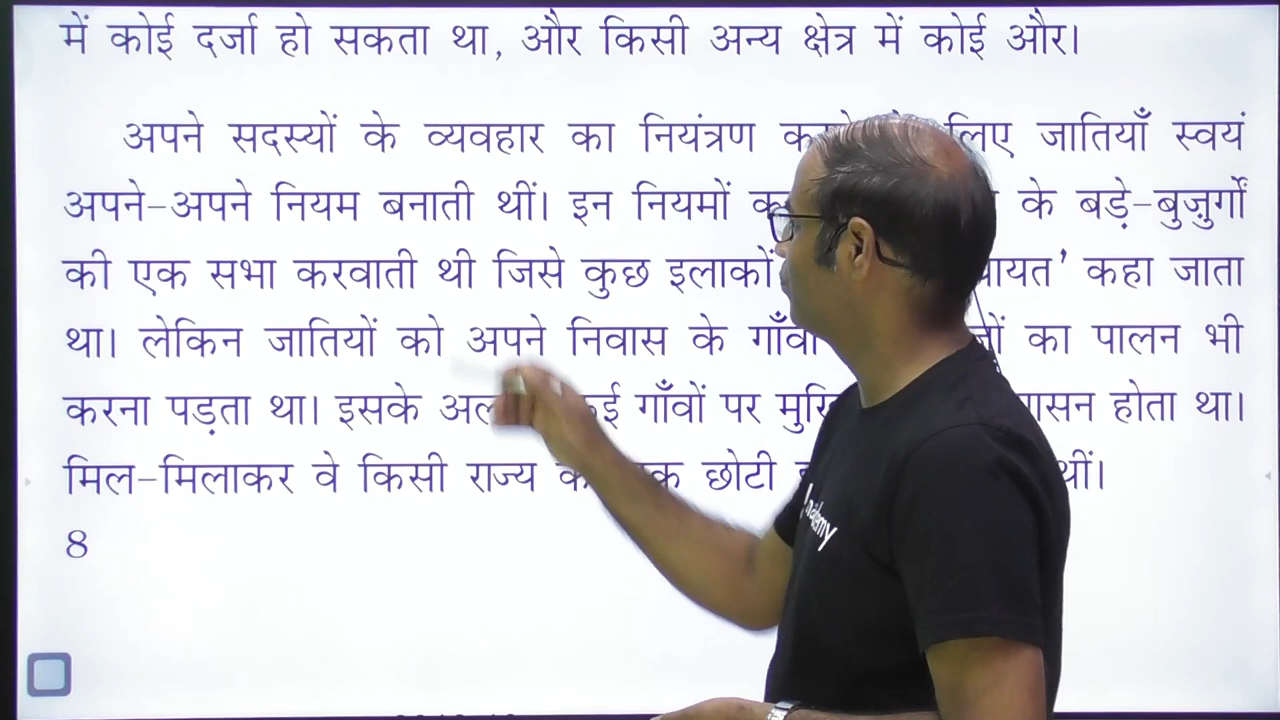 में कोई दर्जा हो सकता था, और किसी अन्य क्षेत्र में कोई और।
अपने सदस्यों के व्यवहार का नियंत्रण लिए जातियाँ स्वयं
अपने-अपने नियम बनाती थीं। इन नियमों के बड़े-बुज़ुर्गों
की एक सभा करवाती थी जिसे कुछ इलाकों कहा जाता
था। लेकिन जातियों को अपने निवास के का पालन भी
करना पड़ता था। इसके गाँवों पर होता था।
मिल-मिलाकर वे किसी राज्य छोटी थीं।
8